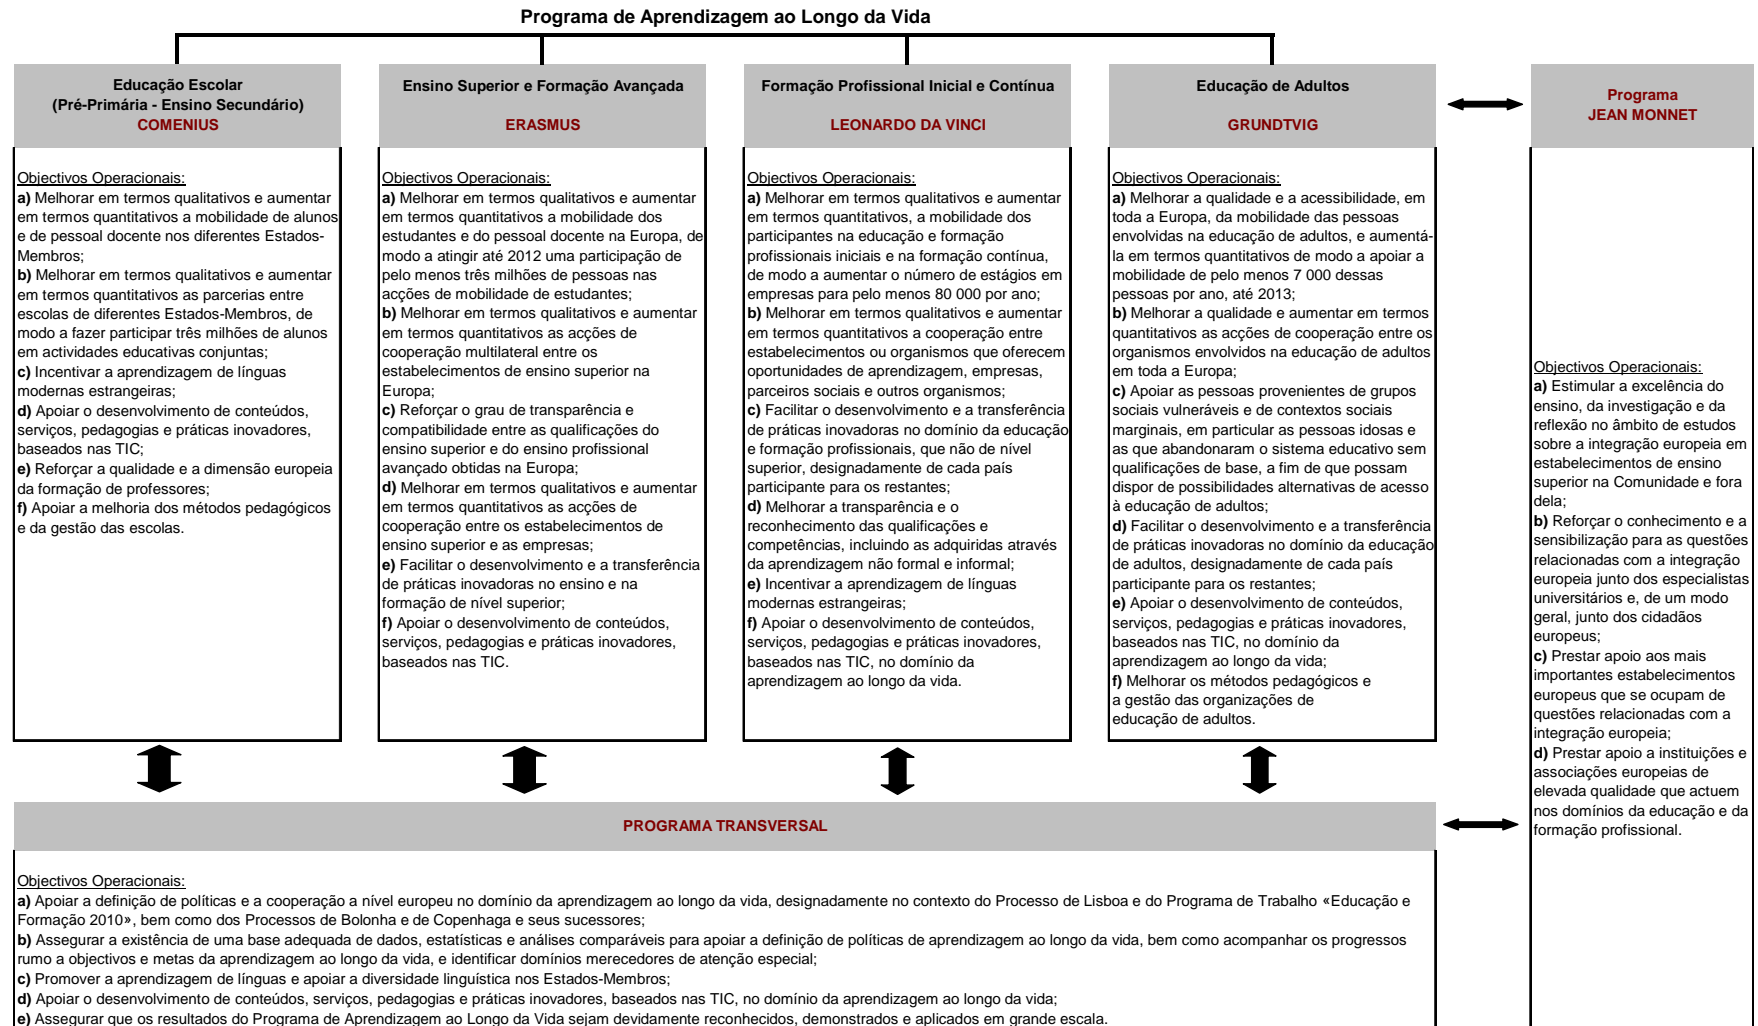 Programa de Aprendizagem ao Longo da Vida
Educação Escolar
(Pré-Primária - Ensino Secundário)
COMENIUS
Objectivos Operacionais:
a) Melhorar em termos qualitativos e aumentar
em termos quantitativos a mobilidade de alunos
e de pessoal docente nos diferentes Estados-
Membros;
b) Melhorar em termos qualitativos e aumentar
em termos quantitativos as parcerias entre
escolas de diferentes Estados-Membros, de
modo a fazer participar três milhões de alunos
em actividades educativas conjuntas;
c) Incentivar a aprendizagem de línguas
modernas estrangeiras;
d) Apoiar o desenvolvimento de conteúdos,
serviços, pedagogias e práticas inovadores,
baseados nas TIC;
e) Reforçar a qualidade e a dimensão europeia
da formação de professores;
f) Apoiar a melhoria dos métodos pedagógicos
e da gestão das escolas.
Ensino Superior e Formação Avançada
ERASMUS
Objectivos Operacionais:
a) Melhorar em termos qualitativos e aumentar
em termos quantitativos a mobilidade dos
estudantes e do pessoal docente na Europa, de
modo a atingir até 2012 uma participação de
pelo menos três milhões de pessoas nas
acções de mobilidade de estudantes;
b) Melhorar em termos qualitativos e aumentar
em termos quantitativos as acções de
cooperação multilateral entre os
estabelecimentos de ensino superior na
Europa;
c) Reforçar o grau de transparência e
compatibilidade entre as qualificações do
ensino superior e do ensino profissional
avançado obtidas na Europa;
d) Melhorar em termos qualitativos e aumentar
em termos quantitativos as acções de
cooperação entre os estabelecimentos de
ensino superior e as empresas;
e) Facilitar o desenvolvimento e a transferência
de práticas inovadoras no ensino e na
formação de nível superior;
f) Apoiar o desenvolvimento de conteúdos,
serviços, pedagogias e práticas inovadores,
baseados nas TIC.
Formação Profissional Inicial e Contínua
LEONARDO DA VINCI
Objectivos Operacionais:
a) Melhorar em termos qualitativos e aumentar
em termos quantitativos, a mobilidade dos
participantes na educação e formação
profissionais iniciais e na formação contínua,
de modo a aumentar o número de estágios em
empresas para pelo menos 80 000 por ano;
b) Melhorar em termos qualitativos e aumentar
em termos quantitativos a cooperação entre
estabelecimentos ou organismos que oferecem
oportunidades de aprendizagem, empresas,
parceiros sociais e outros organismos;
c) Facilitar o desenvolvimento e a transferência
de práticas inovadoras no domínio da educação
e formação profissionais, que não de nível
superior, designadamente de cada país
participante para os restantes;
d) Melhorar a transparência e o
reconhecimento das qualificações e
competências, incluindo as adquiridas através
da aprendizagem não formal e informal;
e) Incentivar a aprendizagem de línguas
modernas estrangeiras;
f) Apoiar o desenvolvimento de conteúdos,
serviços, pedagogias e práticas inovadores,
baseados nas TIC, no domínio da
aprendizagem ao longo da vida.
Educação de Adultos
GRUNDTVIG
Objectivos Operacionais:
a) Melhorar a qualidade e a acessibilidade, em
toda a Europa, da mobilidade das pessoas
envolvidas na educação de adultos, e aumentá-
la em termos quantitativos de modo a apoiar a
mobilidade de pelo menos 7 000 dessas
pessoas por ano, até 2013;
b) Melhorar a qualidade e aumentar em termos
quantitativos as acções de cooperação entre os
organismos envolvidos na educação de adultos
em toda a Europa;
c) Apoiar as pessoas provenientes de grupos
sociais vulneráveis e de contextos sociais
marginais, em particular as pessoas idosas e
as que abandonaram o sistema educativo sem
qualificações de base, a fim de que possam
dispor de possibilidades alternativas de acesso
à educação de adultos;
d) Facilitar o desenvolvimento e a transferência
de práticas inovadoras no domínio da educação
de adultos, designadamente de cada país
participante para os restantes;
e) Apoiar o desenvolvimento de conteúdos,
serviços, pedagogias e práticas inovadores,
baseados nas TIC, no domínio da
aprendizagem ao longo da vida;
f) Melhorar os métodos pedagógicos e
a gestão das organizações de
educação de adultos.
Programa
JEAN MONNET
Objectivos Operacionais:
a) Estimular a excelência do
ensino, da investigação e da
reflexão no âmbito de estudos
sobre a integração europeia em
estabelecimentos de ensino
superior na Comunidade e fora
dela;
b) Reforçar o conhecimento e a
sensibilização para as questões
relacionadas com a integração
europeia junto dos especialistas
universitários e, de um modo
geral, junto dos cidadãos
europeus;
c) Prestar apoio aos mais
importantes estabelecimentos
europeus que se ocupam de
questões relacionadas com a
integração europeia;
d) Prestar apoio a instituições e
associações europeias de
elevada qualidade que actuem
nos domínios da educação e da
formação profissional.
PROGRAMA TRANSVERSAL
Objectivos Operacionais:
a) Apoiar a definição de políticas e a cooperação a nível europeu no domínio da aprendizagem ao longo da vida, designadamente no contexto do Processo de Lisboa e do Programa de Trabalho «Educação e
Formação 2010», bem como dos Processos de Bolonha e de Copenhaga e seus sucessores;
b) Assegurar a existência de uma base adequada de dados, estatísticas e análises comparáveis para apoiar a definição de políticas de aprendizagem ao longo da vida, bem como acompanhar os progressos
rumo a objectivos e metas da aprendizagem ao longo da vida, e identificar domínios merecedores de atenção especial;
c) Promover a aprendizagem de línguas e apoiar a diversidade linguística nos Estados-Membros;
d) Apoiar o desenvolvimento de conteúdos, serviços, pedagogias e práticas inovadores, baseados nas TIC, no domínio da aprendizagem ao longo da vida;
e) Assegurar que os resultados do Programa de Aprendizagem ao Longo da Vida sejam devidamente reconhecidos, demonstrados e aplicados em grande escala.